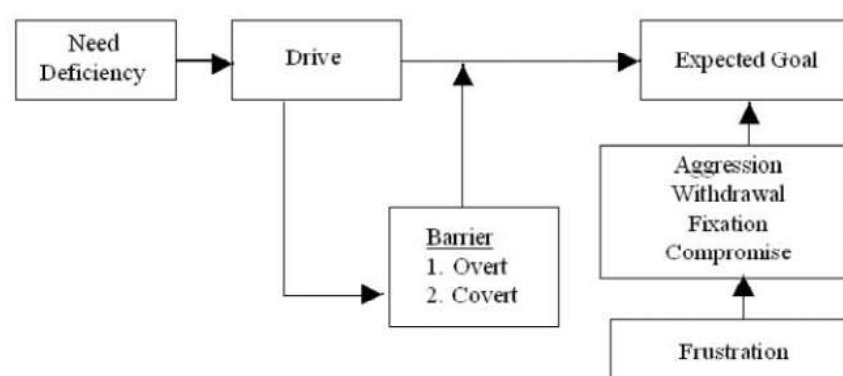 Need
Deficiency
Drive
Expected Goal
Barrier
1. Overt
2. Covert
Aggression
Withdrawal
Fixation
Compromise
Frustration